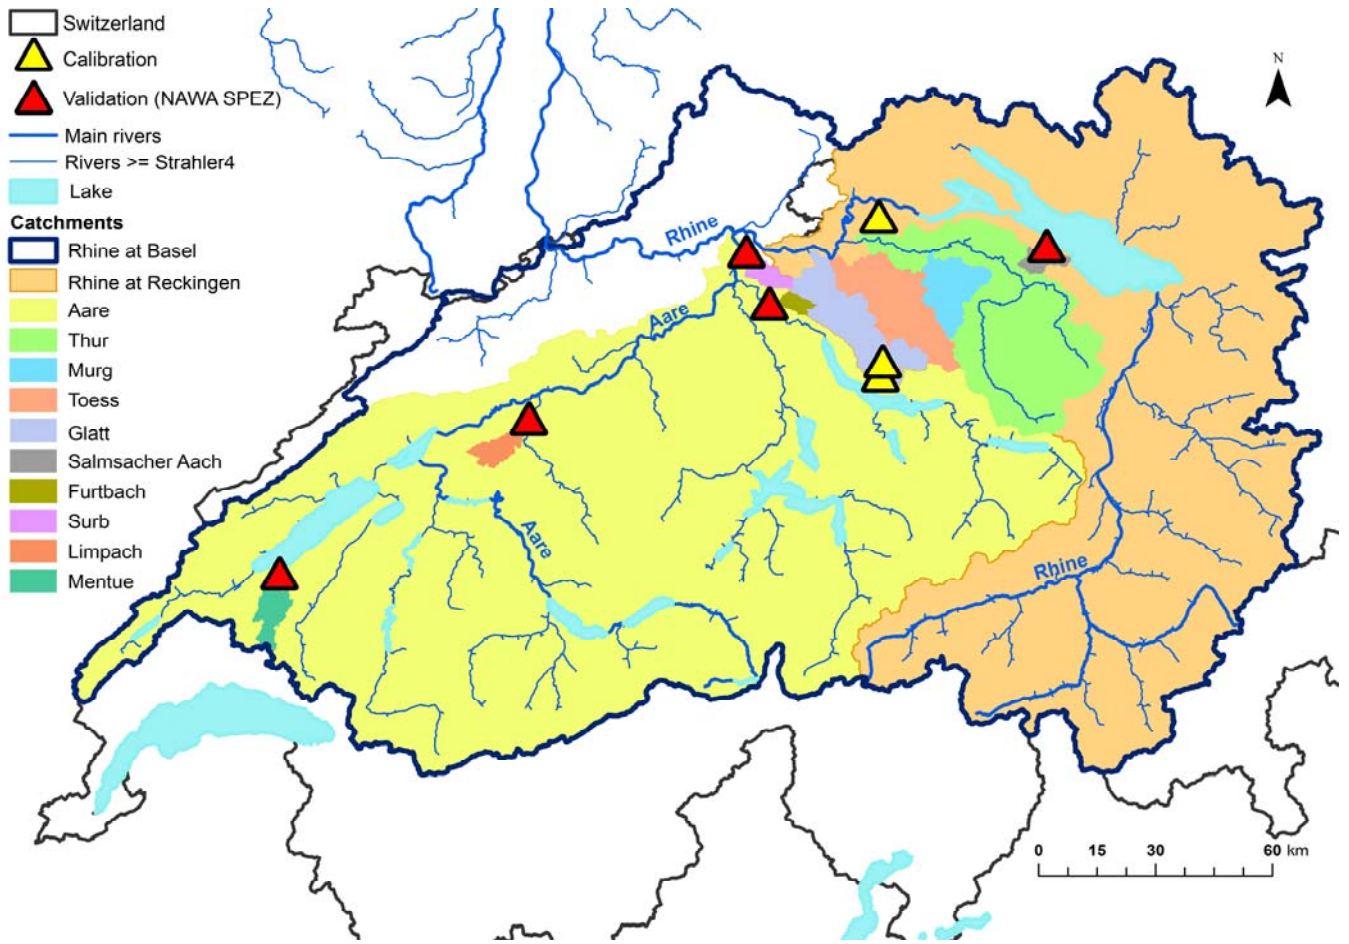 Switzerland
Calibration
Validation (NAWA SPEZ)
Main rivers
Rivers >= Strahler4
Lake
Catchments
Rhine at Basel
Rhine at Reckingen
Aare
Thur
Murg
Toess
Glatt
Salmsacher Aach
Furtbach
Surb
Limpach
Mentue
N
Rhine
Aare
Aare
Rhine
0 15 30 60 km